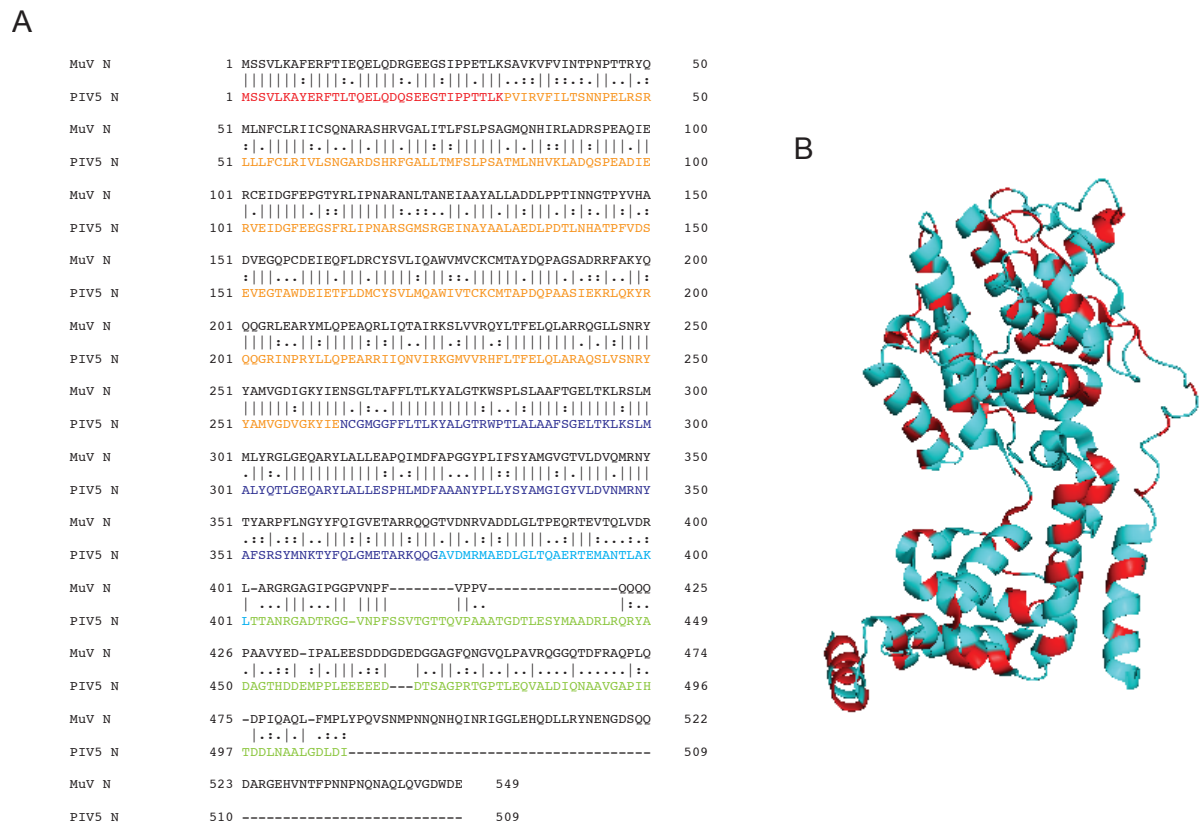 A
MuV N 1 MSSVLKAFERFTIEQELQDRGEEGSIPPETLKSAVKVFVINTPNPTTRYQ 50
PIV5 N 1 MSSVLKAYERFTLTQELQDQSEEGTIPPTTLKPVIRVFILTSNNPELRSR 50
MuV N 51 MLNFCLRIICSQNARASHRVGALITLFSLPSAGMQNHIRLADRSPEAQIE 100
PIV5 N 51 LLLFCLRIVLSNGARDSHRFGALLTMFSLPSATMLNHVKLADQSPEADIE 100
MuV N 101 RCEIDGFEPGTYRLIPNARANLTANEIAAYALLADDLPPTINNGTPYVHA 150
PIV5 N 101 RVEIDGFEEGSFRLIPNARSGMSRGEINAYAALAEDLPDTLNHATPFVDS 150
MuV N 151 DVEGQPCDEIEQFLDRCYSVLIQAWVMVCKCMTAYDQPAGSADRRFAKYQ 200
PIV5 N 151 EVEGTAWDEIETFLDMCYSVLMQAWIVTCKCMTAPDQPAASIEKRLQKYR 200
MuV N 201 QQGRLEARYMLQPEAQRLIQTAIRKSLVVRQYLTFELQLARRQGLLSNRY 250
PIV5 N 201 QQGRINPRYLLQPEARRIIQNVIRKGMVVRHFLTFELQLARAQSLVSNRY 250
MuV N 251 YAMVGDIGKYIENSGLTAFFLTLKYALGTKWSPLSLAAFTGELTKLRSLM 300
PIV5 N 251 YAMVGDVGKYIENCGMGGFFLTLKYALGTRWPTLALAAFSGELTKLKSLM 300
MuV N 301 MLYRGLGEQARYLALLEAPQIMDFAPGGYPLIFSYAMGVGTVLDVQMRNY 350
PIV5 N 301 ALYQTLGEQARYLALLESPHLMDFAAANYPLLYSYAMGIGYVLDVNMRNY 350
MuV N 351 TYARPFLNGYYFQIGVETARRQQGTVDNRVADDLGLTPEQRTEVTQLVDR 400
PIV5 N 351 AFSRSYMNKTYFQLGMETARKQQGAVDMRMAEDLGLTQAERTEMANTLAK 400
MuV N 401 L-ARGRGAGIPGGPVNPF--------VPPV------------------QQQQ 425
PIV5 N 401 LTTANRGADTRGG-VNPFSSVTGTTQVPAAATGDTLESYMAADRLRQRYA 449
MuV N 426 PAAVYED-IPALEESDDDGDEDGGAGFQNGVQLPAVRQGGQTDFRAQPLQ 474
PIV5 N 450 DAGTHDDEMPPLEEEEEED---DTSAGPRTGPTLEQVALDIQNAAVGAPIH 496
MuV N 475 -DPIQAQL-FMPLYPQVSNMPNNQNHQINRIGGLEHQDLLRYNENGDSQQ 522
PIV5 N 497 TDDLNAALGDLDI------------------------------------- 509
MuV N 523 DARGEHVNTFPNNPNQNAQLQVGDWDE 549
PIV5 N 510 --------------------------- 509
B